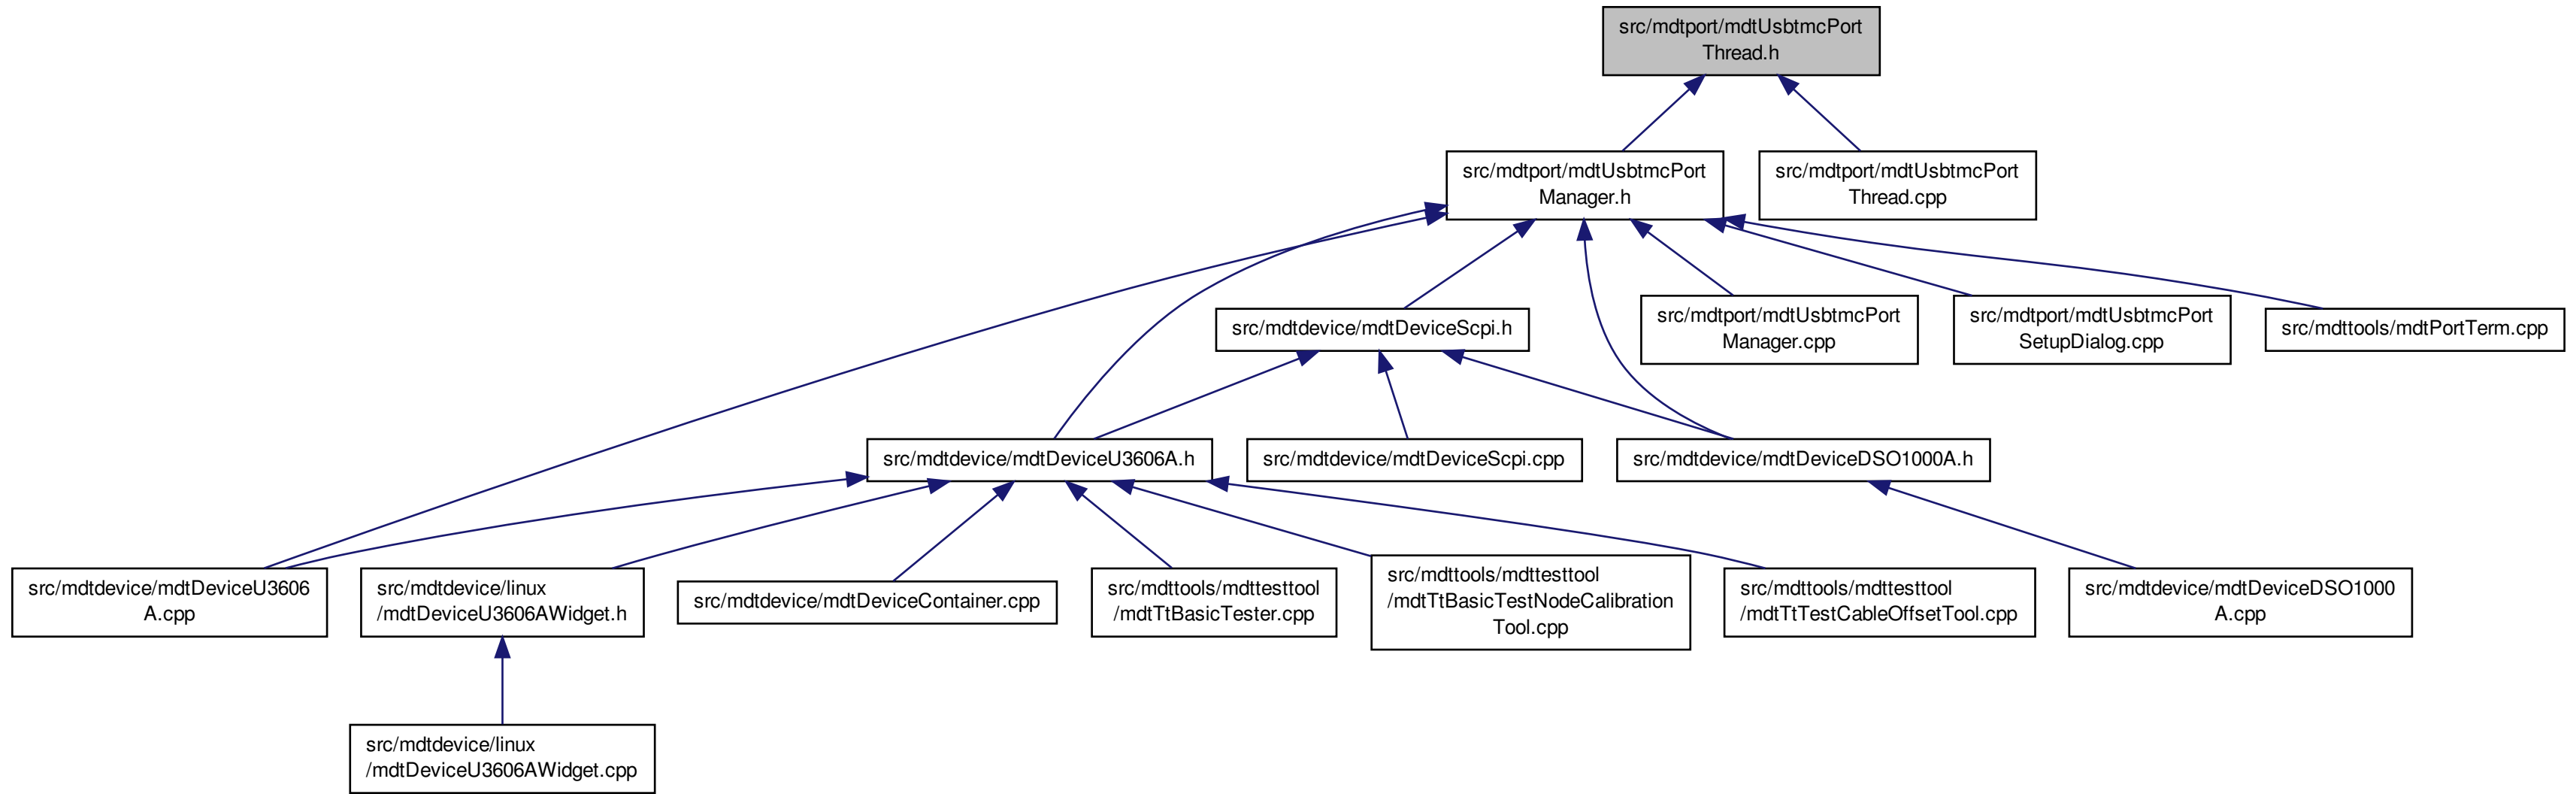 src/mdtport/mdtUsbtmcPort
Thread.h
src/mdtport/mdtUsbtmcPort
Manager.h
src/mdtport/mdtUsbtmcPort
Thread.cpp
src/mdtdevice/mdtDeviceScpi.h
src/mdtport/mdtUsbtmcPort
Manager.cpp
src/mdtport/mdtUsbtmcPort
SetupDialog.cpp
src/mdttools/mdtPortTerm.cpp
src/mdtdevice/mdtDeviceU3606A.h
src/mdtdevice/mdtDeviceScpi.cpp
src/mdtdevice/mdtDeviceDSO1000A.h
src/mdtdevice/mdtDeviceU3606
A.cpp
src/mdtdevice/linux
/mdtDeviceU3606AWidget.h
src/mdtdevice/mdtDeviceContainer.cpp
src/mdttools/mdttesttool
/mdtTtBasicTester.cpp
src/mdttools/mdttesttool
/mdtTtBasicTestNodeCalibration
Tool.cpp
src/mdttools/mdttesttool
/mdtTtTestCableOffsetTool.cpp
src/mdtdevice/mdtDeviceDSO1000
A.cpp
src/mdtdevice/linux
/mdtDeviceU3606AWidget.cpp